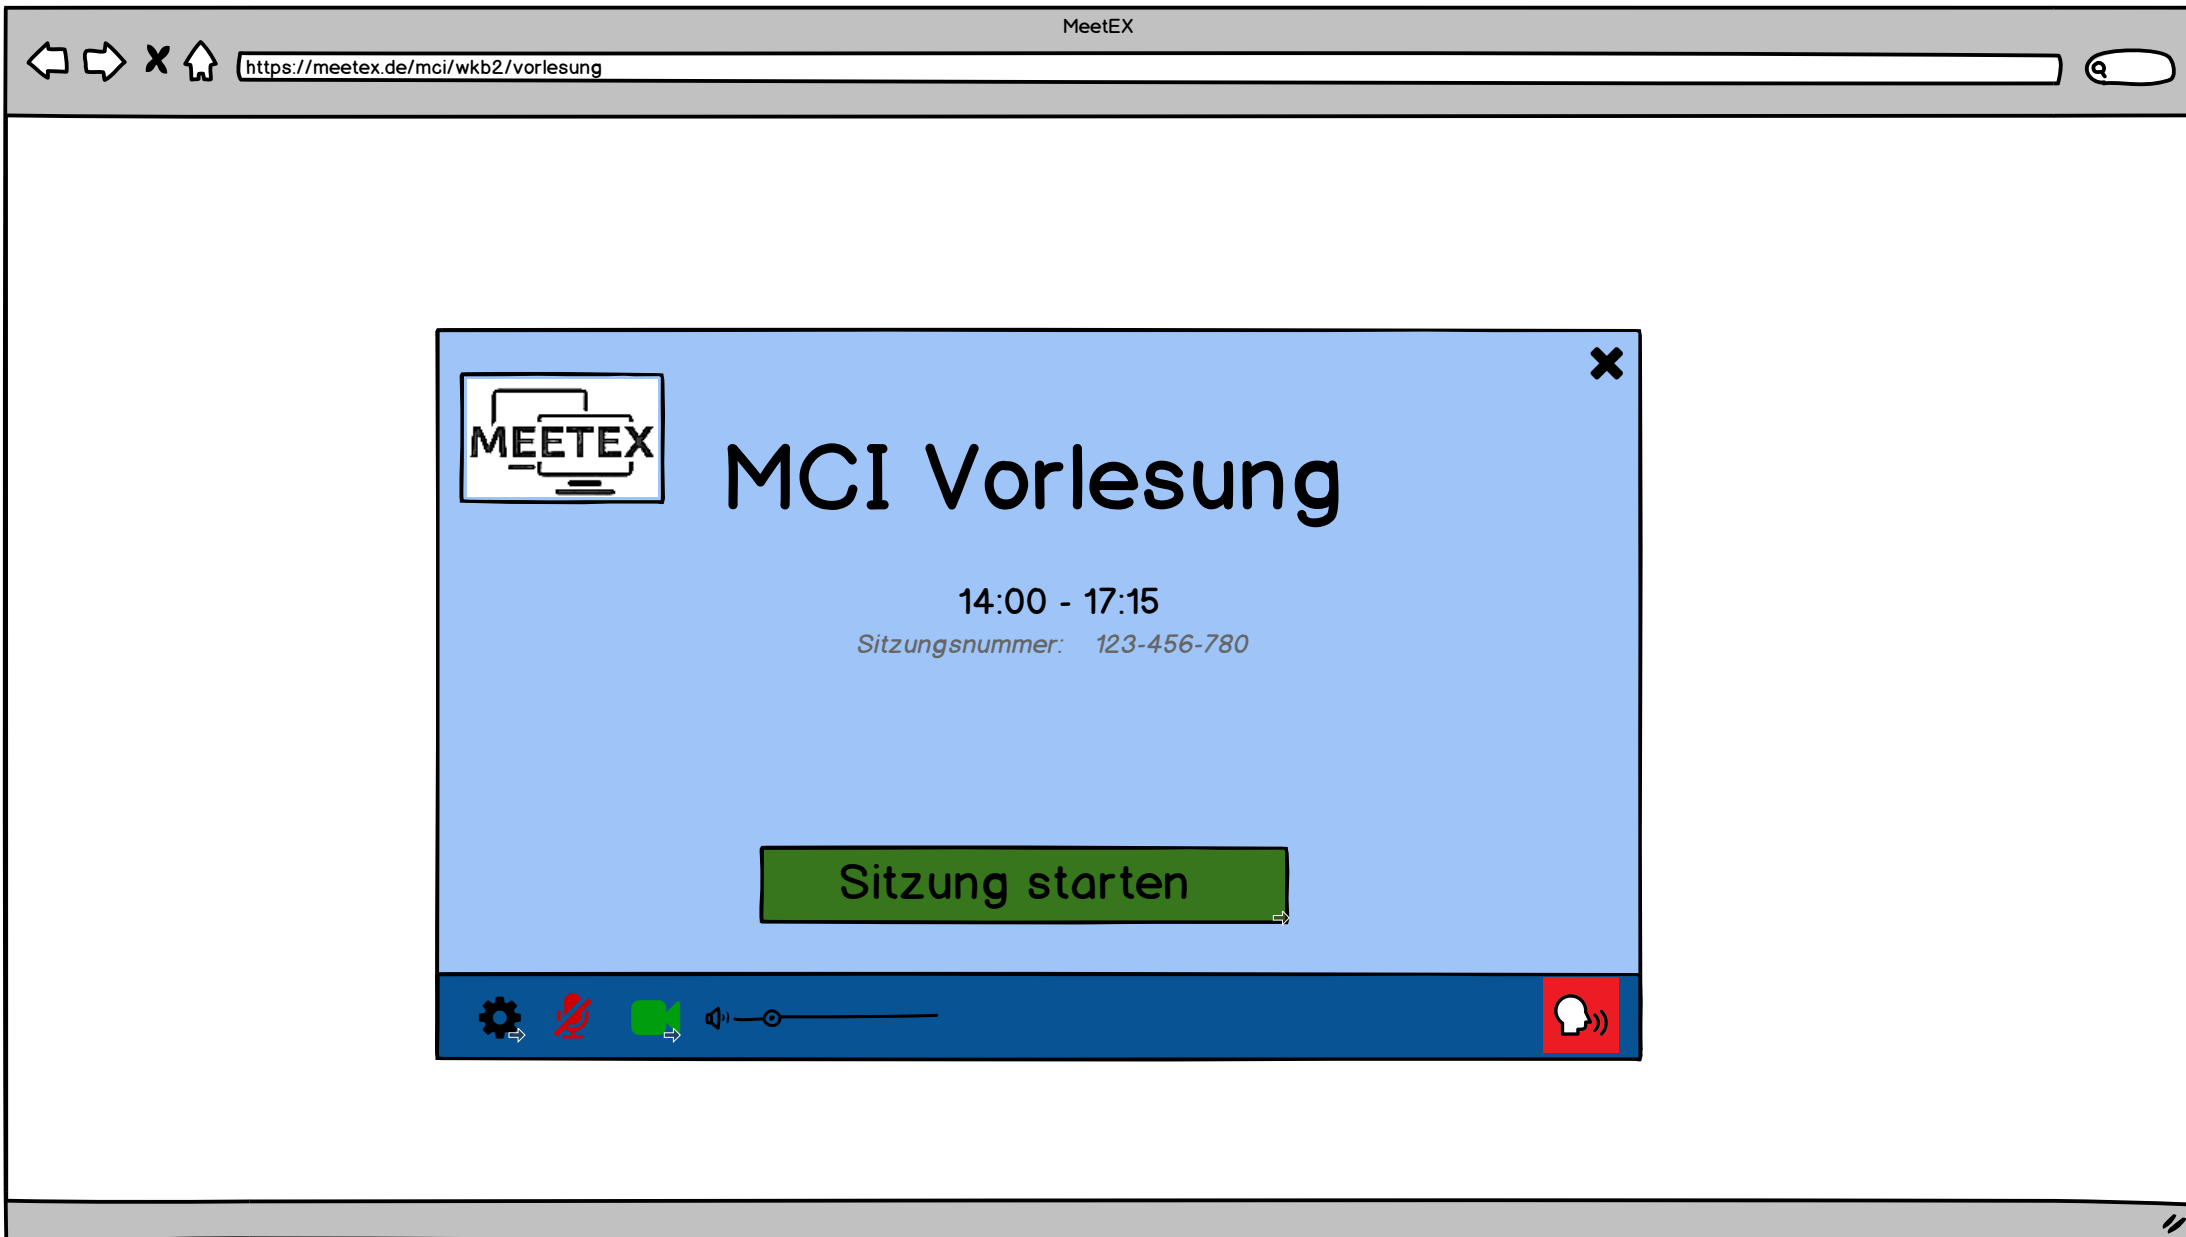 MeetEX
https://meetex.de/mci/wkb2/vorlesung
MEETEX
MCI Vorlesung
14:00 - 17:15
Sitzungsnummer: 123-456-780
Sitzung starten